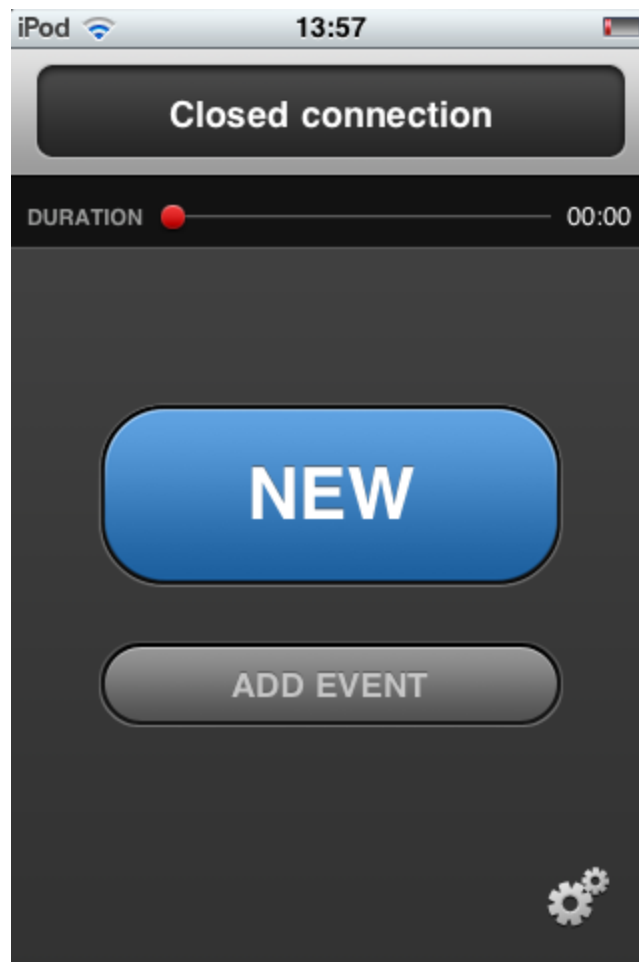 iPod 13:57
Closed connection
DURATION 00:00
NEW
ADD EVENT